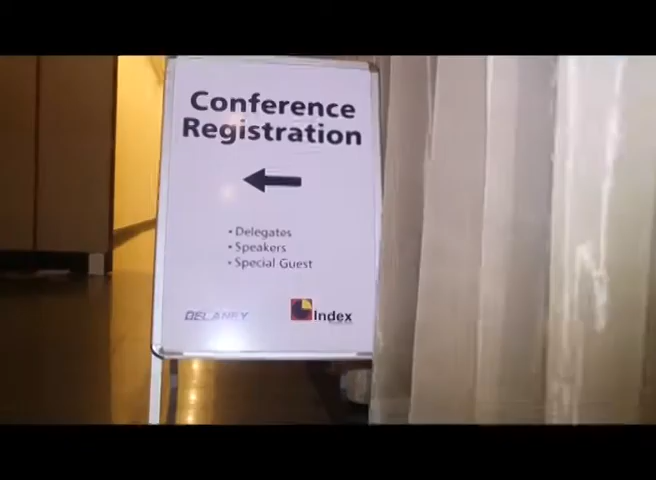 Conference
Registration
• Delegates
• Speakers
• Special Guest
DELANEY
Index